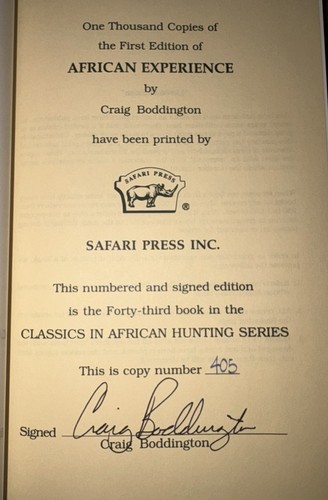 One Thousand Copies of
the First Edition of
AFRICAN EXPERIENCE
by
Craig Boddington
have been printed by
SAFARI PRESS
®
SAFARI PRESS INC.
This numbered and signed edition
is the Forty-third book in the
CLASSICS IN AFRICAN HUNTING SERIES
This is copy number 405
Signed Craig Boddington
Craig Boddington